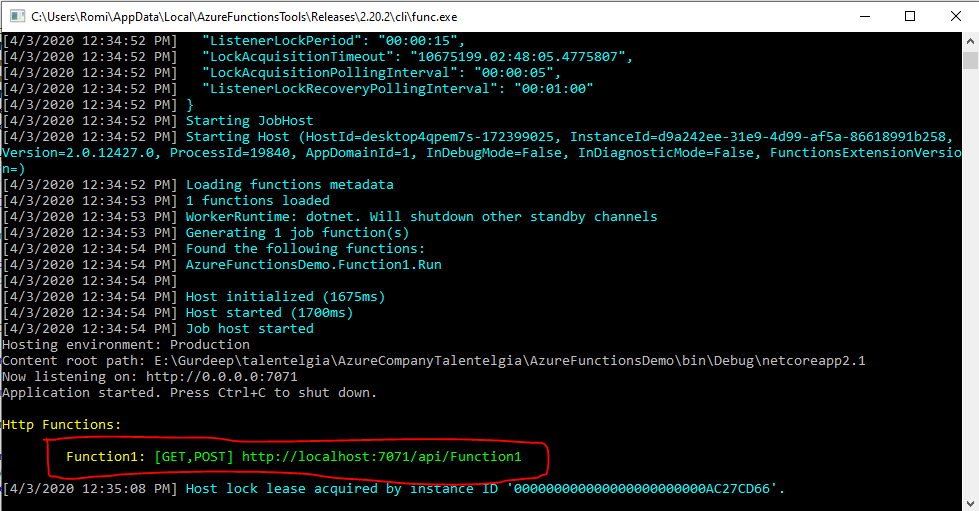 C:\Users\Romi\AppData\Local\AzureFunctionsTools\Releases\2.20.2\cli\func.exe
[4/3/2020 12:34:52 PM]   "ListenerLockPeriod": "00:00:15",
[4/3/2020 12:34:52 PM]   "LockAcquisitionTimeout": "10675199.02:48:05.4775807",
[4/3/2020 12:34:52 PM]   "LockAcquisitionPollingInterval": "00:00:05",
[4/3/2020 12:34:52 PM]   "ListenerLockRecoveryPollingInterval": "00:01:00"
[4/3/2020 12:34:52 PM] }
[4/3/2020 12:34:52 PM] Starting JobHost
[4/3/2020 12:34:52 PM] Starting Host (HostId=desktop4qpem7s-172399025, InstanceId=d9a242ee-31e9-4d99-af5a-86618991b258,
Version=2.0.12427.0, ProcessId=19840, AppDomainId=1, InDebugMode=False, InDiagnosticMode=False, FunctionsExtensionVersio
n=)
[4/3/2020 12:34:52 PM] Loading functions metadata
[4/3/2020 12:34:53 PM] 1 functions loaded
[4/3/2020 12:34:53 PM] WorkerRuntime: dotnet. Will shutdown other standby channels
[4/3/2020 12:34:53 PM] Generating 1 job function(s)
[4/3/2020 12:34:54 PM] Found the following functions:
[4/3/2020 12:34:54 PM] AzureFunctionsDemo.Function1.Run
[4/3/2020 12:34:54 PM]
[4/3/2020 12:34:54 PM] Host initialized (1675ms)
[4/3/2020 12:34:54 PM] Host started (1700ms)
[4/3/2020 12:34:54 PM] Job host started
Hosting environment: Production
Content root path: E:\Gurdeep\talentelgia\AzureCompanyTalentelgia\AzureFunctionsDemo\bin\Debug\netcoreapp2.1
Now listening on: http://0.0.0.0:7071
Application started. Press Ctrl+C to shut down.
Http Functions:
Function1: [GET,POST] http://localhost:7071/api/Function1
[4/3/2020 12:35:08 PM] Host lock lease acquired by instance ID '000000000000000000000000AC27CD66'.